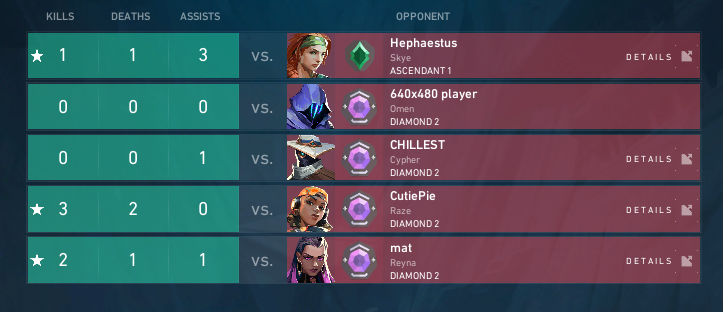 KILLS DEATHS ASSISTS OPPONENT
1 1 3 VS. Hephaestus
Skye
ASCENDANT 1
DETAILS
0 0 0 VS. 640x480 player
Omen
DIAMOND 2
0 0 1 VS. CHILLEST
Cypher
DIAMOND 2
DETAILS
3 2 0 VS. CutiePie
Raze
DIAMOND 2
DETAILS
2 1 1 VS. mat
Reyna
DIAMOND 2
DETAILS